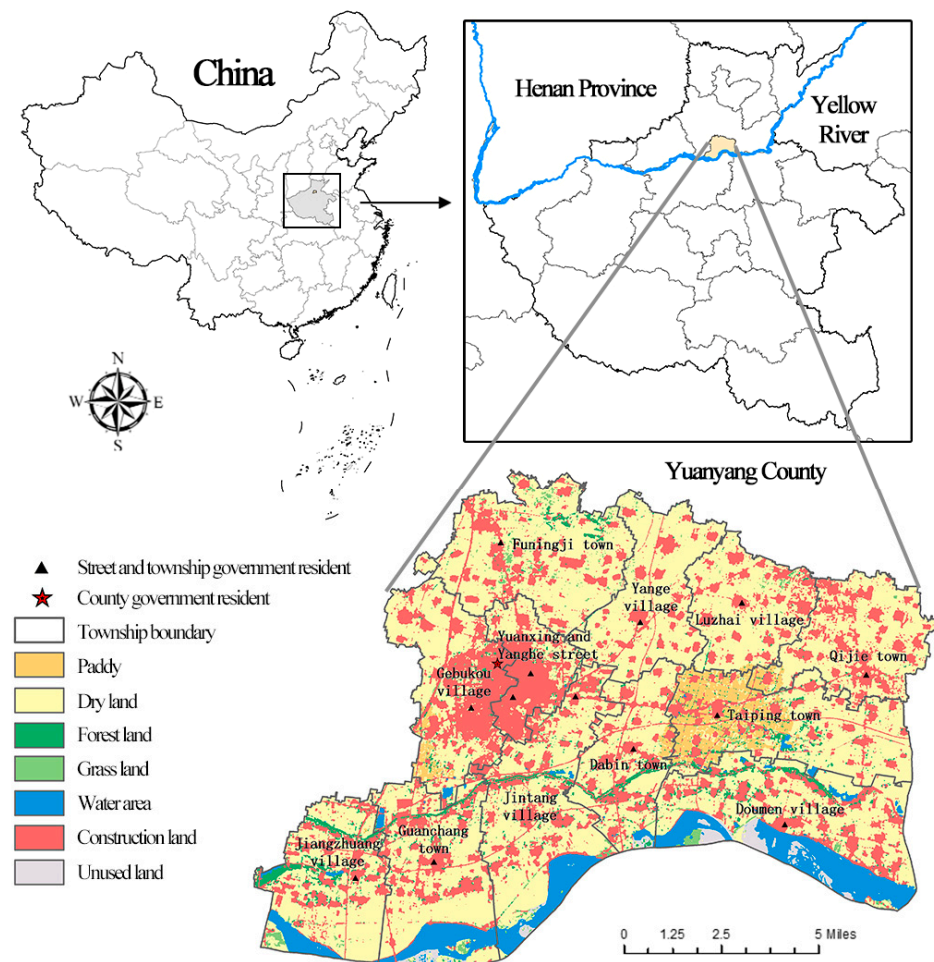 China
Henan Province
Yellow
River
N
W
E
S
Yuanyang County
Street and township government resident
County government resident
Township boundary
Paddy
Dry land
Forest land
Grass land
Water area
Construction land
Unused land
Funingji town
Yange
village
Luzhai village
Yuanxing and
Yanghe street
Qijie town
Gebukou
village
Taiping town
Dabin town
Jintang
village
Doumen village
Guanchang
town
Jiangzhuang
village
0 1.25 2.5 5 Miles